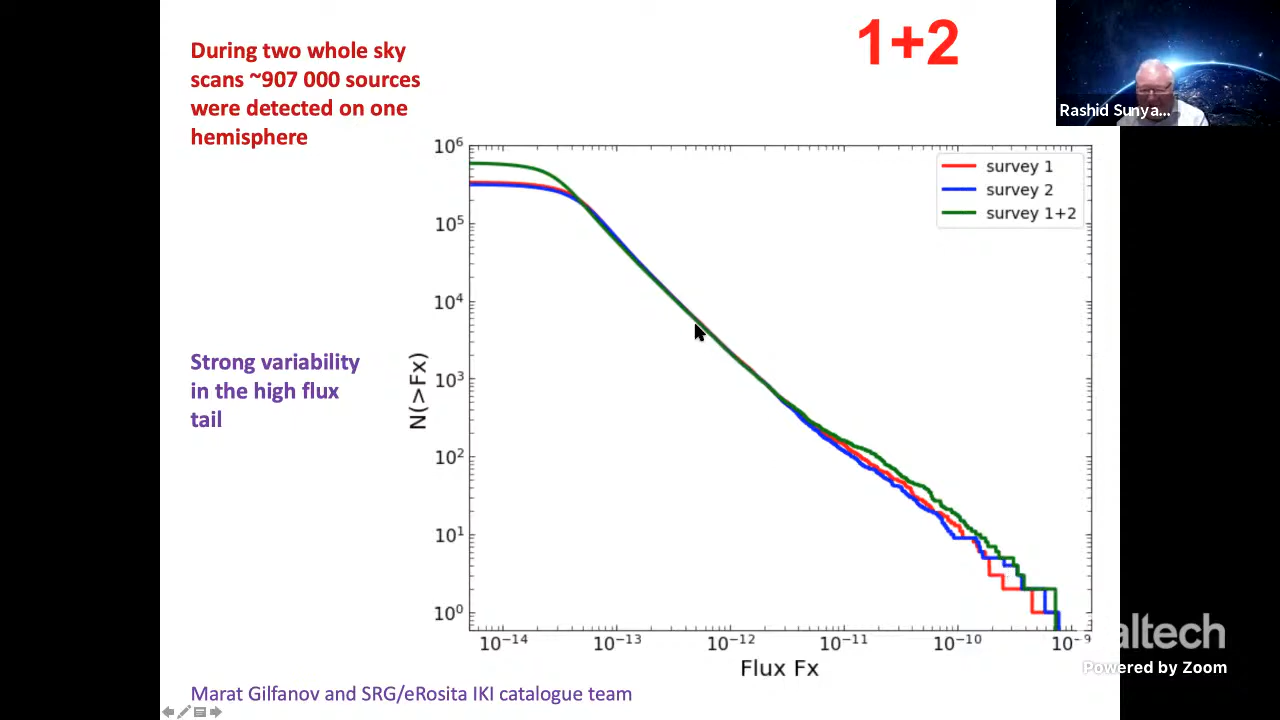 During two whole sky
scans ~907 000 sources
were detected on one
hemisphere
1+2
Rashid Sunya...
survey 1
survey 2
survey 1+2
Strong variability
in the high flux
tail
N(>Fx)
10⁶
10⁵
10⁴
10³
10²
10¹
10⁰
10⁻¹⁴
10⁻¹³
10⁻¹²
10⁻¹¹
10⁻¹⁰
10⁻⁹
Flux Fx
Marat Gilfanov and SRG/eRosita IKI catalogue team
altech
Powered by Zoom